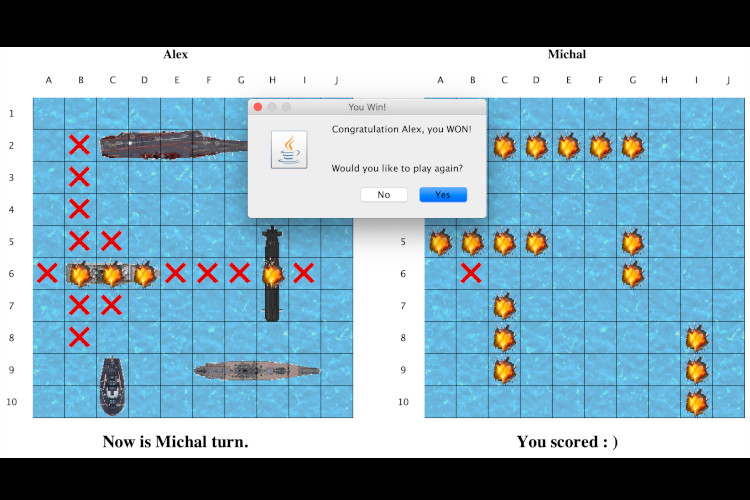 Alex
Michal
A B C D E F G H I J
A B C D E F G H I J
You Win!
Congratulation Alex, you WON!
Would you like to play again?
No
Yes
1
2
3
4
5
6
7
8
9
10
5
6
7
8
9
10
Now is Michal turn.
You scored : )